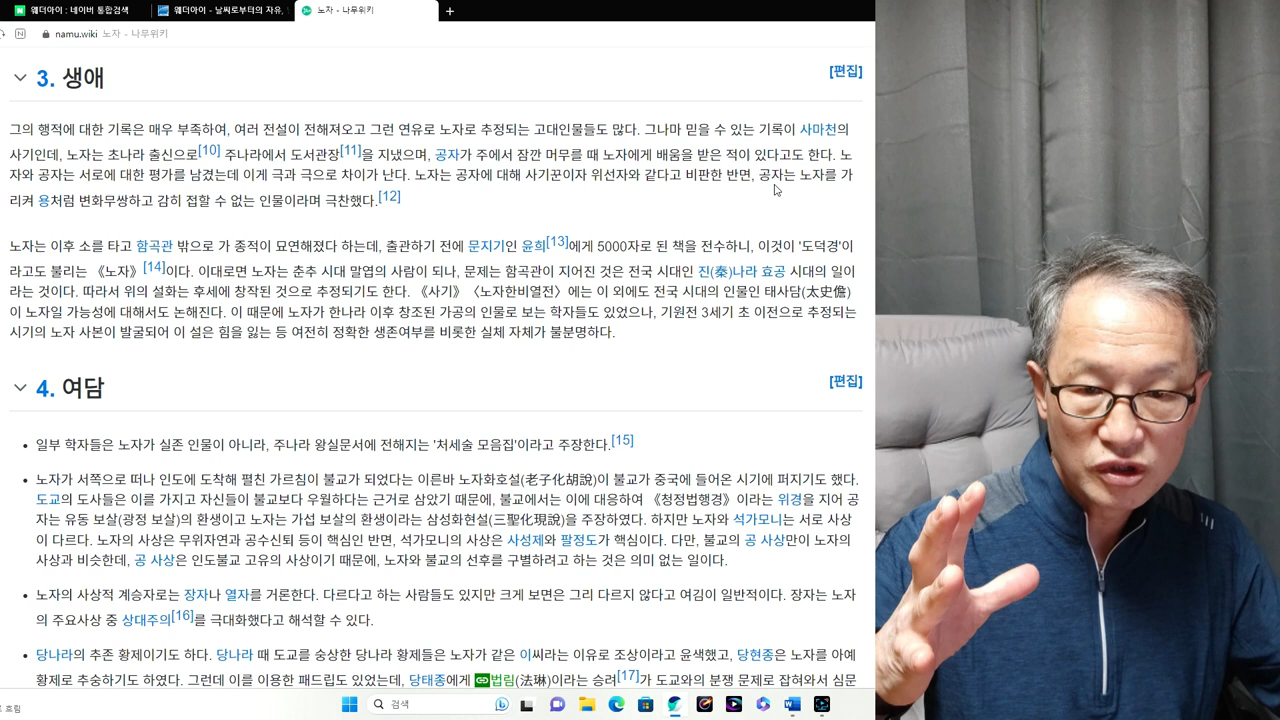 웨더아이 : 네이버 통합검색
웨더아이 - 날씨로부터의 자유,
노자 - 나무위키
namu.wiki 노자 - 나무위키
3. 생애
[편집]
그의 행적에 대한 기록은 매우 부족하여, 여러 전설이 전해져오고 그런 연유로 노자로 추정되는 고대인물들도 많다. 그나마 믿을 수 있는 기록이 사마천의
사기인데, 노자는 초나라 출신으로[10] 주나라에서 도서관장[11]을 지냈으며, 공자가 주에서 잠깐 머무를 때 노자에게 배움을 받은 적이 있다고도 한다. 노
자와 공자는 서로에 대한 평가를 남겼는데 이게 극과 극으로 차이가 난다. 노자는 공자에 대해 사기꾼이자 위선자와 같다고 비판한 반면, 공자는 노자를 가
리켜 용처럼 변화무쌍하고 감히 접할 수 없는 인물이라며 극찬했다.[12]
노자는 이후 소를 타고 함곡관 밖으로 가 종적이 묘연해졌다 하는데, 출관하기 전에 문지기인 윤희[13]에게 5000자로 된 책을 전수하니, 이것이 '도덕경'이
라고도 불리는 《노자》[14]이다. 이대로면 노자는 춘추 시대 말엽의 사람이 되나, 문제는 함곡관이 지어진 것은 전국 시대인 진(秦)나라 효공 시대의 일이
라는 것이다. 따라서 위의 설화는 후세에 창작된 것으로 추정되기도 한다. 《사기》〈노자한비열전〉에는 이 외에도 전국 시대의 인물인 태사담(太史儋)
이 노자일 가능성에 대해서도 논해진다. 이 때문에 노자가 한나라 이후 창조된 가공의 인물로 보는 학자들도 있었으나, 기원전 3세기 초 이전으로 추정되는
시기의 노자 사본이 발굴되어 이 설은 힘을 잃는 등 여전히 정확한 생존여부를 비롯한 실체 자체가 불분명하다.
4. 여담
[편집]
• 일부 학자들은 노자가 실존 인물이 아니라, 주나라 왕실문서에 전해지는 '처세술 모음집'이라고 주장한다.[15]
• 노자가 서쪽으로 떠나 인도에 도착해 펼친 가르침이 불교가 되었다는 이른바 노자화호설(老子化胡說)이 불교가 중국에 들어온 시기에 퍼지기도 했다.
도교의 도사들은 이를 가지고 자신들이 불교보다 우월하다는 근거로 삼았기 때문에, 불교에서는 이에 대응하여 《청정법행경》이라는 위경을 지어 공
자는 유동 보살(광정 보살)의 환생이고 노자는 가섭 보살의 환생이라는 삼성화현설(三聖化現說)을 주장하였다. 하지만 노자와 석가모니는 서로 사상
이 다르다. 노자의 사상은 무위자연과 공수신퇴 등이 핵심인 반면, 석가모니의 사상은 사성제와 팔정도가 핵심이다. 다만, 불교의 공 사상만이 노자의
사상과 비슷한데, 공 사상은 인도불교 고유의 사상이기 때문에, 노자와 불교의 선후를 구별하려고 하는 것은 의미 없는 일이다.
• 노자의 사상적 계승자로는 장자나 열자를 거론한다. 다르다고 하는 사람들도 있지만 크게 보면은 그리 다르지 않다고 여김이 일반적이다. 장자는 노자
의 주요사상 중 상대주의[16]를 극대화했다고 해석할 수 있다.
• 당나라의 추존 황제이기도 하다. 당나라 때 도교를 숭상한 당나라 황제들은 노자가 같은 이씨라는 이유로 조상이라고 윤색했고, 당현종은 노자를 아예
황제로 추숭하기도 하였다. 그런데 이를 이용한 패드립도 있었는데, 당태종에게 법림(法琳)이라는 승려[17]가 도교와의 분쟁 문제로 잡혀와서 심문
흐림
검색